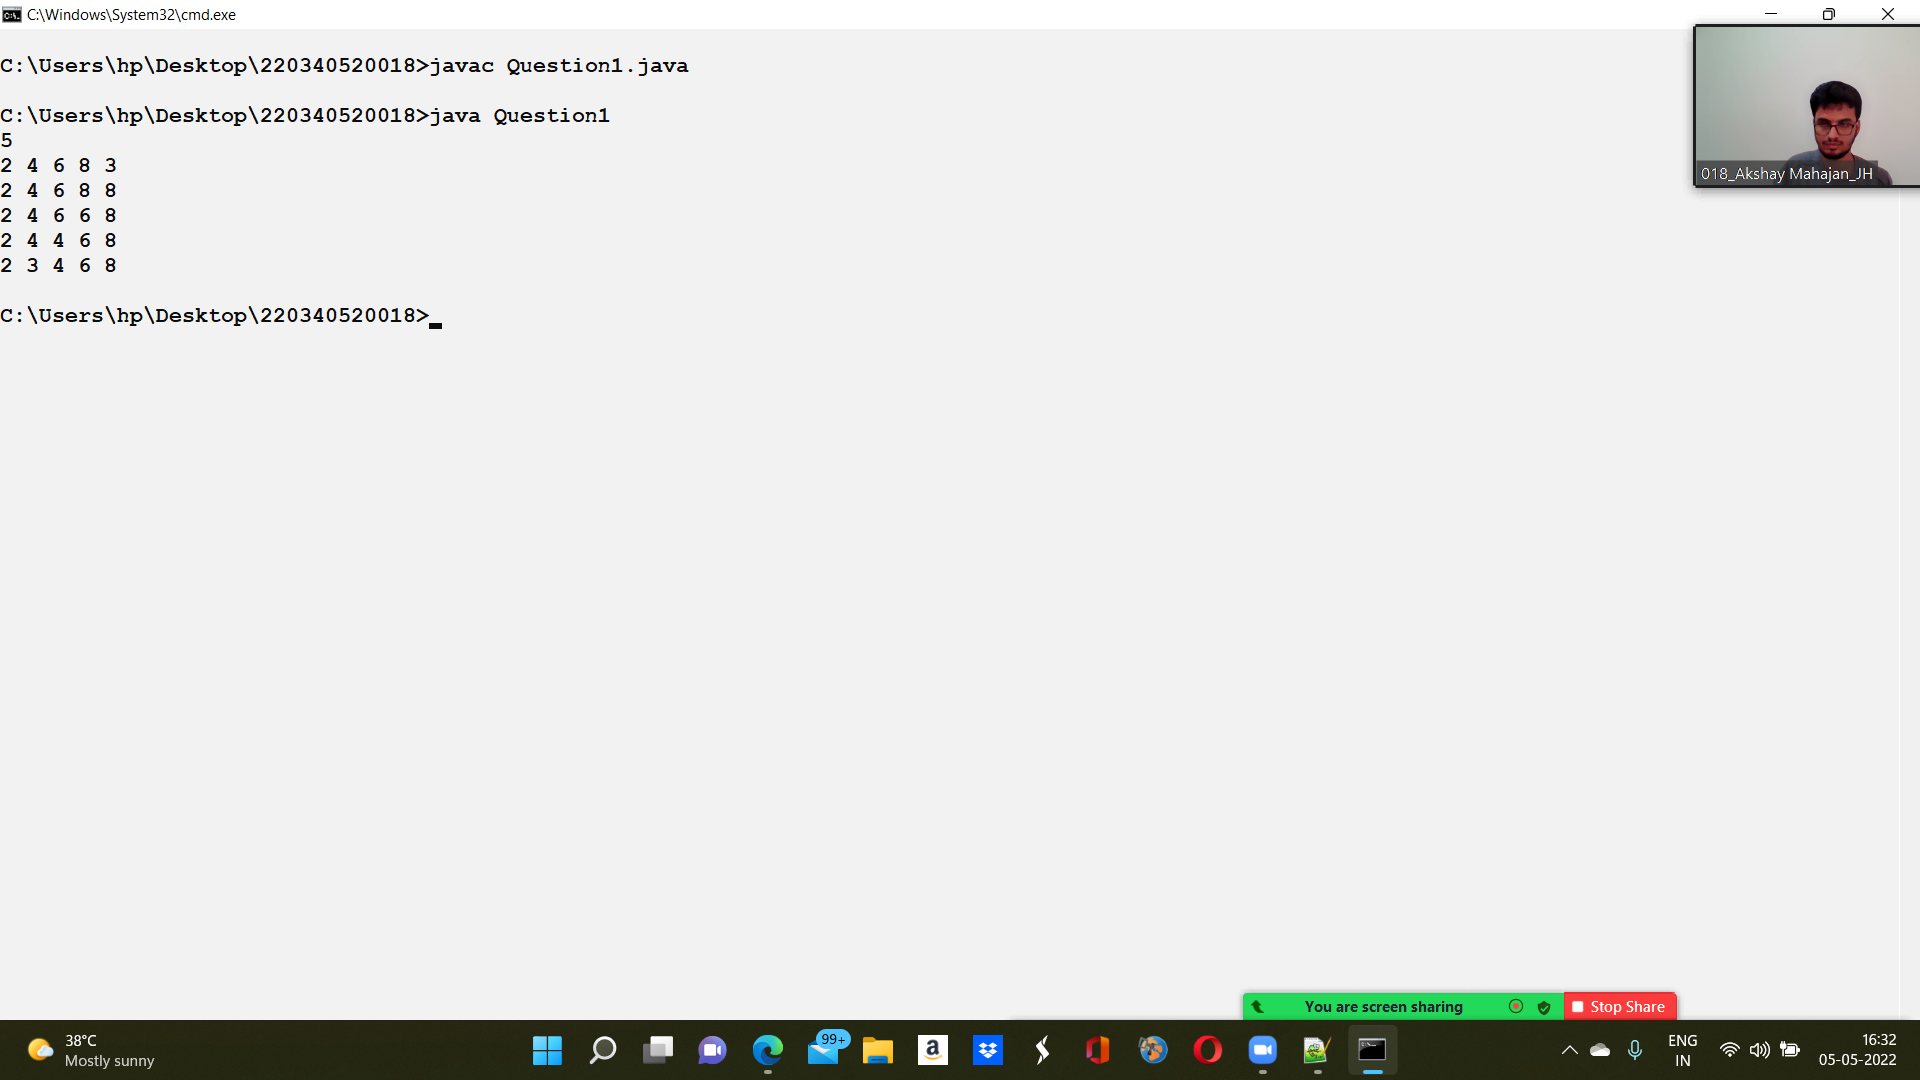 C:\Windows\System32\cmd.exe
C:\Users\hp\Desktop\220340520018>javac Question1.java
C:\Users\hp\Desktop\220340520018>java Question1
5
2 4 6 8 3
2 4 6 8 8
2 4 6 6 8
2 4 4 6 8
2 3 4 6 8
C:\Users\hp\Desktop\220340520018>
018_Akshay Mahajan_JH
You are screen sharing
Stop Share
38°C
Mostly sunny
99+
a
ENG
IN
16:32
05-05-2022